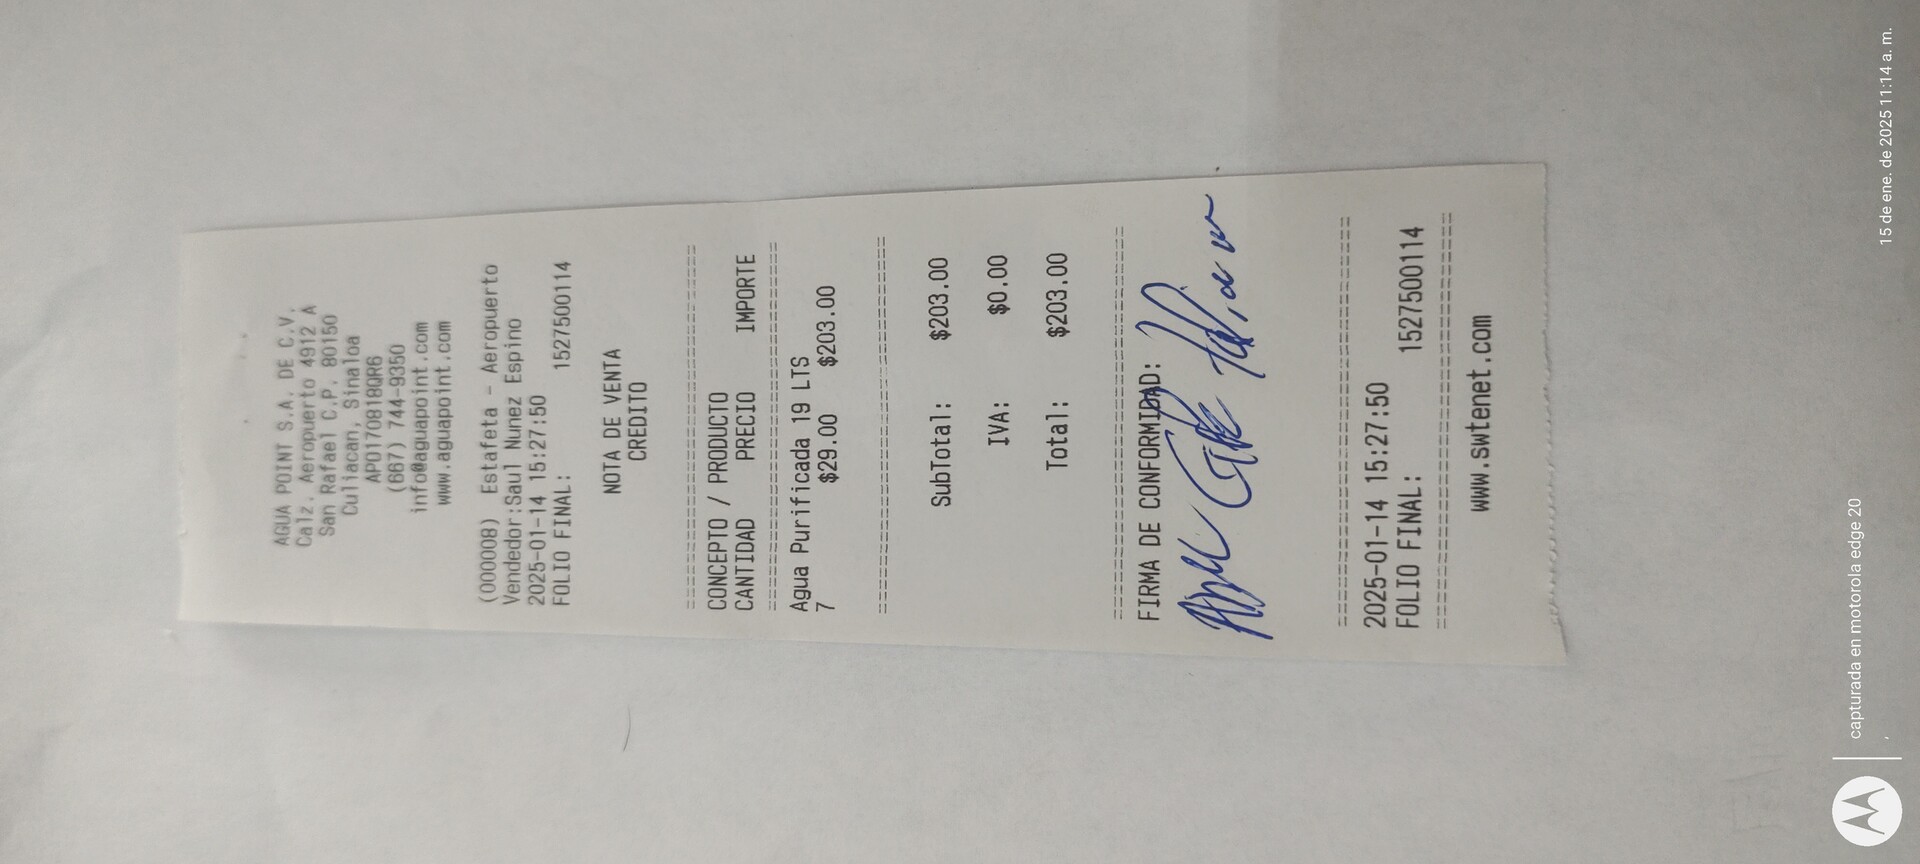 AGUA POINT S.A. DE C.V.
Calz. Aeropuerto 4912 A
San Rafael C.P. 80150
Culiacan, Sinaloa
APO170818QR6
(667) 744-9350
info@aguapoint.com
www.aguapoint.com
(000008) Estafeta - Aeropuerto
Vendedor:Saul Nunez Espino
2025-01-14 15:27:50
FOLIO FINAL: 1527500114
NOTA DE VENTA
CREDITO
================================
CONCEPTO / PRODUCTO
CANTIDAD PRECIO IMPORTE
================================
Agua Purificada 19 LTS
7 $29.00 $203.00
================================
SubTotal: $203.00
IVA: $0.00
Total: $203.00
================================
FIRMA DE CONFORMIDAD:
================================
2025-01-14 15:27:50
FOLIO FINAL: 1527500114
================================
www.swtenet.com
capturada en motorola edge 20
15 de ene. de 2025 11:14 a. m.